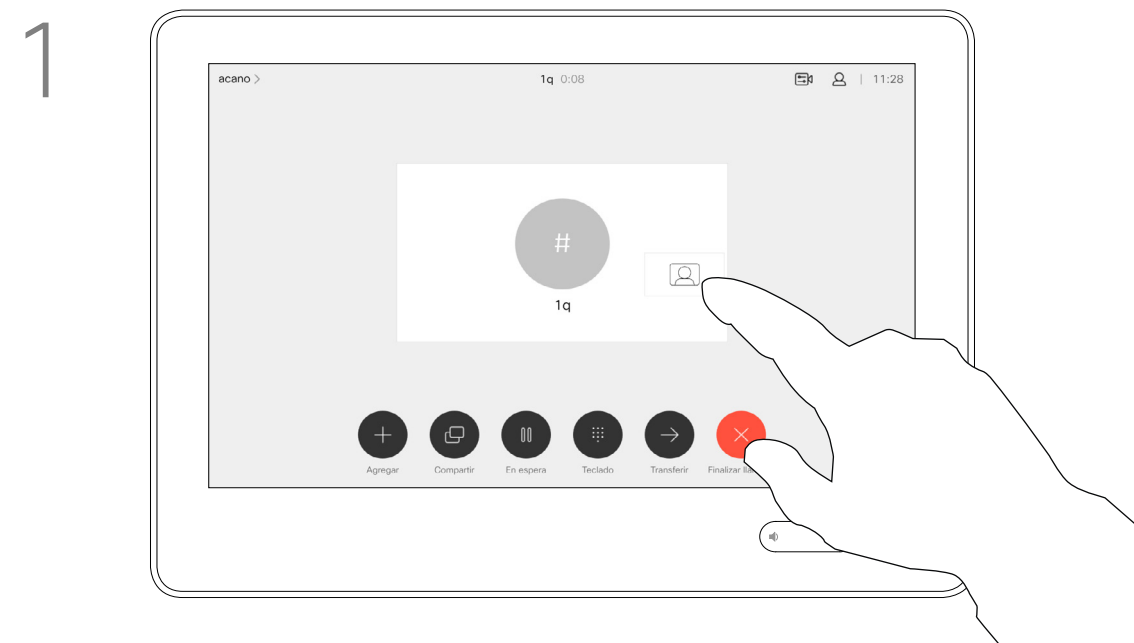 1
acano >
1q 0:08
11:28
#
1q
Agregar
Compartir
En espera
Teclado
Transferir
Finalizar